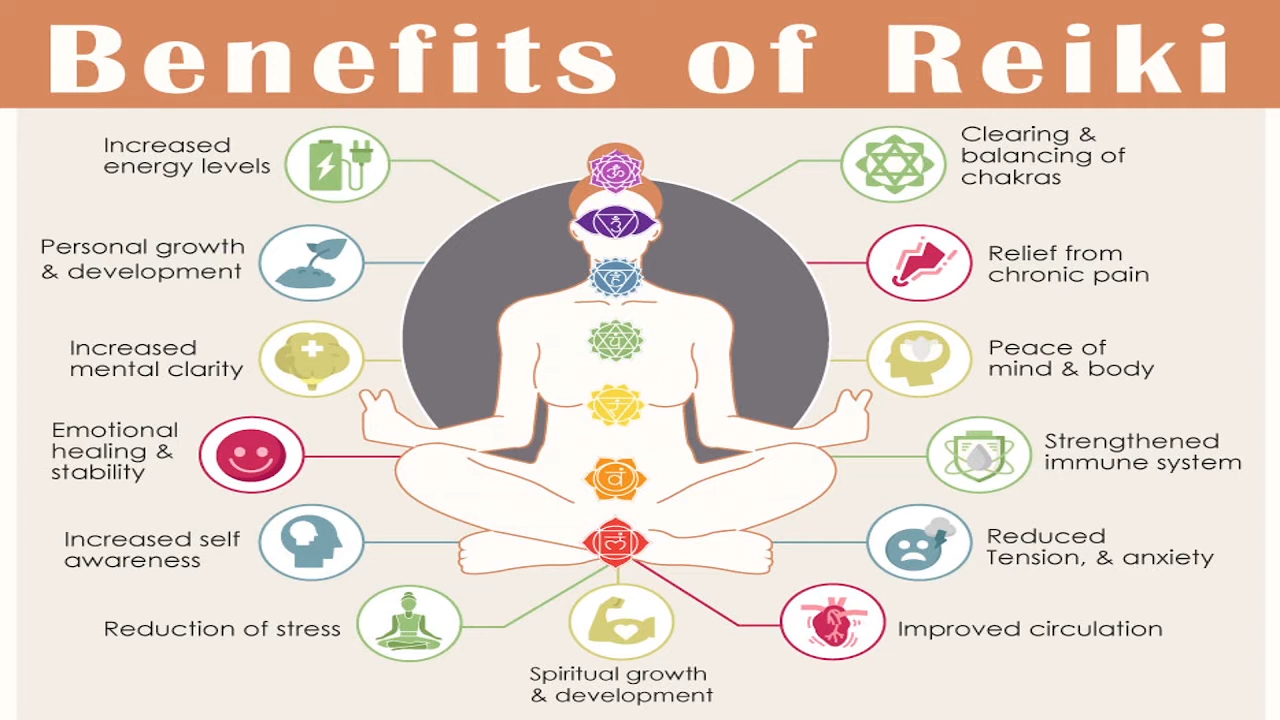 Benefits of Reiki
Increased
energy levels
Personal growth
& development
Increased
mental clarity
Emotional
healing &
stability
Increased self
awareness
Reduction of stress
Spiritual growth
& development
Clearing &
balancing of
chakras
Relief from
chronic pain
Peace of
mind & body
Strengthened
immune system
Reduced
Tension, & anxiety
Improved circulation
ॐ
हं
यं
रं
वं
लं